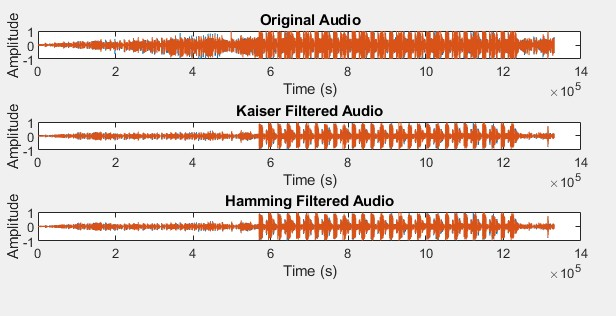 Original Audio
Amplitude
1
0
-1
0 2 4 6 8 10 12 14
Time (s)
×10^5
Kaiser Filtered Audio
Amplitude
1
0
-1
0 2 4 6 8 10 12 14
Time (s)
×10^5
Hamming Filtered Audio
Amplitude
1
0
-1
0 2 4 6 8 10 12 14
Time (s)
×10^5